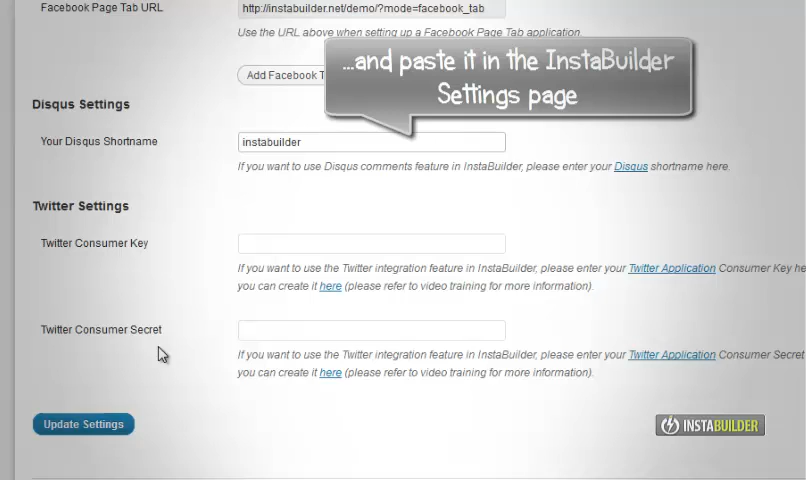 Facebook Page Tab URL
http://instabuilder.net/demo/?mode=facebook_tab
Use the URL above when setting up a Facebook Page Tab application.
Add Facebook T
...and paste it in the InstaBuilder
Settings page
Disqus Settings
Your Disqus Shortname
instabuilder
If you want to use Disqus comments feature in InstaBuilder, please enter your Disqus shortname here.
Twitter Settings
Twitter Consumer Key
If you want to use the Twitter integration feature in InstaBuilder, please enter your Twitter Application Consumer Key he
you can create it here (please refer to video training for more information).
Twitter Consumer Secret
If you want to use the Twitter integration feature in InstaBuilder, please enter your Twitter Application Consumer Secret
you can create it here (please refer to video training for more information).
Update Settings
INSTABUILDER